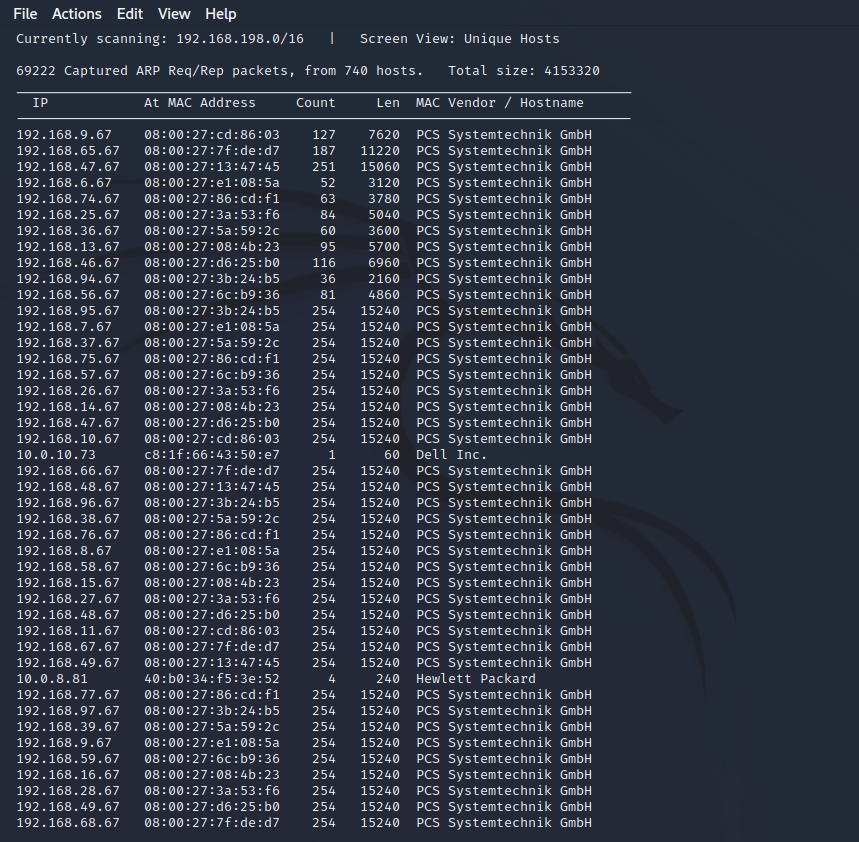 File Actions Edit View Help
Currently scanning: 192.168.198.0/16 | Screen View: Unique Hosts
69222 Captured ARP Req/Rep packets, from 740 hosts. Total size: 4153320
IP At MAC Address Count Len MAC Vendor / Hostname
192.168.9.67 08:00:27:cd:86:03 127 7620 PCS Systemtechnik GmbH
192.168.65.67 08:00:27:7f:de:d7 187 11220 PCS Systemtechnik GmbH
192.168.47.67 08:00:27:13:47:45 251 15060 PCS Systemtechnik GmbH
192.168.6.67 08:00:27:e1:08:5a 52 3120 PCS Systemtechnik GmbH
192.168.74.67 08:00:27:86:cd:f1 63 3780 PCS Systemtechnik GmbH
192.168.25.67 08:00:27:3a:53:f6 84 5040 PCS Systemtechnik GmbH
192.168.36.67 08:00:27:5a:59:2c 60 3600 PCS Systemtechnik GmbH
192.168.13.67 08:00:27:08:4b:23 95 5700 PCS Systemtechnik GmbH
192.168.46.67 08:00:27:d6:25:b0 116 6960 PCS Systemtechnik GmbH
192.168.94.67 08:00:27:3b:24:b5 36 2160 PCS Systemtechnik GmbH
192.168.56.67 08:00:27:6c:b9:36 81 4860 PCS Systemtechnik GmbH
192.168.95.67 08:00:27:3b:24:b5 254 15240 PCS Systemtechnik GmbH
192.168.7.67 08:00:27:e1:08:5a 254 15240 PCS Systemtechnik GmbH
192.168.37.67 08:00:27:5a:59:2c 254 15240 PCS Systemtechnik GmbH
192.168.75.67 08:00:27:86:cd:f1 254 15240 PCS Systemtechnik GmbH
192.168.57.67 08:00:27:6c:b9:36 254 15240 PCS Systemtechnik GmbH
192.168.26.67 08:00:27:3a:53:f6 254 15240 PCS Systemtechnik GmbH
192.168.14.67 08:00:27:08:4b:23 254 15240 PCS Systemtechnik GmbH
192.168.47.67 08:00:27:d6:25:b0 254 15240 PCS Systemtechnik GmbH
192.168.10.67 08:00:27:cd:86:03 254 15240 PCS Systemtechnik GmbH
10.0.10.73 c8:1f:66:43:50:e7 1 60 Dell Inc.
192.168.66.67 08:00:27:7f:de:d7 254 15240 PCS Systemtechnik GmbH
192.168.48.67 08:00:27:13:47:45 254 15240 PCS Systemtechnik GmbH
192.168.96.67 08:00:27:3b:24:b5 254 15240 PCS Systemtechnik GmbH
192.168.38.67 08:00:27:5a:59:2c 254 15240 PCS Systemtechnik GmbH
192.168.76.67 08:00:27:86:cd:f1 254 15240 PCS Systemtechnik GmbH
192.168.8.67 08:00:27:e1:08:5a 254 15240 PCS Systemtechnik GmbH
192.168.58.67 08:00:27:6c:b9:36 254 15240 PCS Systemtechnik GmbH
192.168.15.67 08:00:27:08:4b:23 254 15240 PCS Systemtechnik GmbH
192.168.27.67 08:00:27:3a:53:f6 254 15240 PCS Systemtechnik GmbH
192.168.48.67 08:00:27:d6:25:b0 254 15240 PCS Systemtechnik GmbH
192.168.11.67 08:00:27:cd:86:03 254 15240 PCS Systemtechnik GmbH
192.168.67.67 08:00:27:7f:de:d7 254 15240 PCS Systemtechnik GmbH
192.168.49.67 08:00:27:13:47:45 254 15240 PCS Systemtechnik GmbH
10.0.8.81 40:b0:34:f5:3e:52 4 240 Hewlett Packard
192.168.77.67 08:00:27:86:cd:f1 254 15240 PCS Systemtechnik GmbH
192.168.97.67 08:00:27:3b:24:b5 254 15240 PCS Systemtechnik GmbH
192.168.39.67 08:00:27:5a:59:2c 254 15240 PCS Systemtechnik GmbH
192.168.9.67 08:00:27:e1:08:5a 254 15240 PCS Systemtechnik GmbH
192.168.59.67 08:00:27:6c:b9:36 254 15240 PCS Systemtechnik GmbH
192.168.16.67 08:00:27:08:4b:23 254 15240 PCS Systemtechnik GmbH
192.168.28.67 08:00:27:3a:53:f6 254 15240 PCS Systemtechnik GmbH
192.168.49.67 08:00:27:d6:25:b0 254 15240 PCS Systemtechnik GmbH
192.168.68.67 08:00:27:7f:de:d7 254 15240 PCS Systemtechnik GmbH